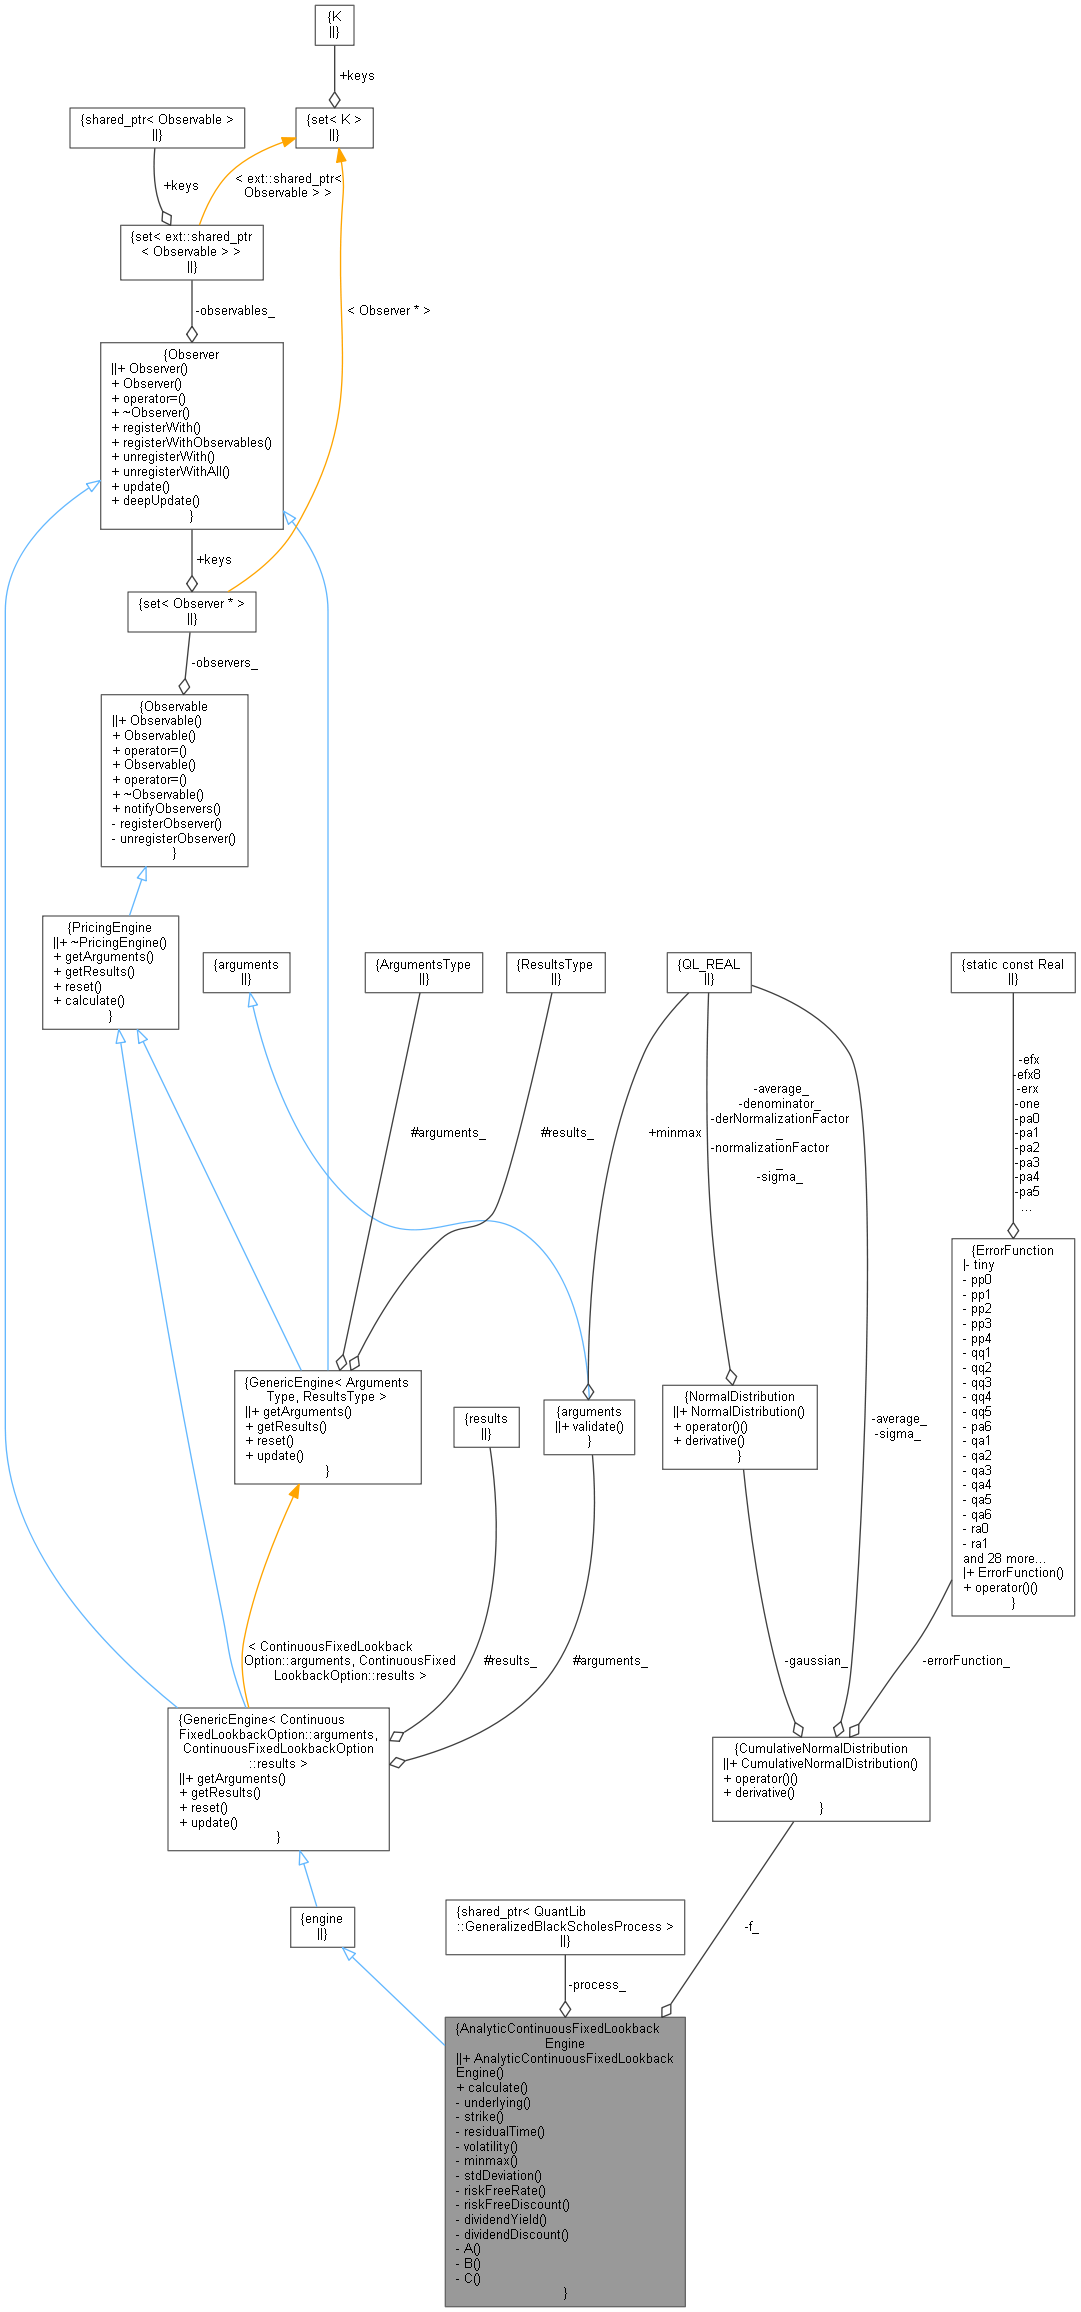 {K
||}
+keys
{shared_ptr< Observable >
||}
{set< K >
||}
+keys
< ext::shared_ptr<
Observable > >
{set< ext::shared_ptr
< Observable > >
||}
-observables_
< Observer * >
{Observer
||+ Observer()
+ Observer()
+ operator=()
+ ~Observer()
+ registerWith()
+ registerWithObservables()
+ unregisterWith()
+ unregisterWithAll()
+ update()
+ deepUpdate()
}
+keys
{set< Observer * >
||}
-observers_
{Observable
||+ Observable()
+ Observable()
+ operator=()
+ Observable()
+ operator=()
+ ~Observable()
+ notifyObservers()
- registerObserver()
- unregisterObserver()
}
{PricingEngine
||+ ~PricingEngine()
+ getArguments()
+ getResults()
+ reset()
+ calculate()
}
{arguments
||}
{ArgumentsType
||}
{ResultsType
||}
{QL_REAL
||}
{static const Real
||}
#arguments_
#results_
+minmax
-average_
-denominator_
-derNormalizationFactor
_
-normalizationFactor
_
-sigma_
-efx
-efx8
-erx
-one
-pa0
-pa1
-pa2
-pa3
-pa4
-pa5
...
{GenericEngine< Arguments
Type, ResultsType >
||+ getArguments()
+ getResults()
+ reset()
+ update()
}
{results
||}
{arguments
||+ validate()
}
{NormalDistribution
||+ NormalDistribution()
+ operator()()
+ derivative()
}
-average_
-sigma_
{ErrorFunction
|- tiny
- pp0
- pp1
- pp2
- pp3
- pp4
- qq1
- qq2
- qq3
- qq4
- qq5
- pa6
- qa1
- qa2
- qa3
- qa4
- qa5
- qa6
- ra0
- ra1
and 28 more...
|+ ErrorFunction()
+ operator()()
}
< ContinuousFixedLookback
Option::arguments, ContinuousFixed
LookbackOption::results >
#results_
#arguments_
-gaussian_
-errorFunction_
{GenericEngine< Continuous
FixedLookbackOption::arguments,
ContinuousFixedLookbackOption
::results >
||+ getArguments()
+ getResults()
+ reset()
+ update()
}
{CumulativeNormalDistribution
||+ CumulativeNormalDistribution()
+ operator()()
+ derivative()
}
{engine
||}
{shared_ptr< QuantLib
::GeneralizedBlackScholesProcess >
||}
-f_
-process_
{AnalyticContinuousFixedLookback
Engine
||+ AnalyticContinuousFixedLookback
Engine()
+ calculate()
- underlying()
- strike()
- residualTime()
- volatility()
- minmax()
- stdDeviation()
- riskFreeRate()
- riskFreeDiscount()
- dividendYield()
- dividendDiscount()
- A()
- B()
- C()
}